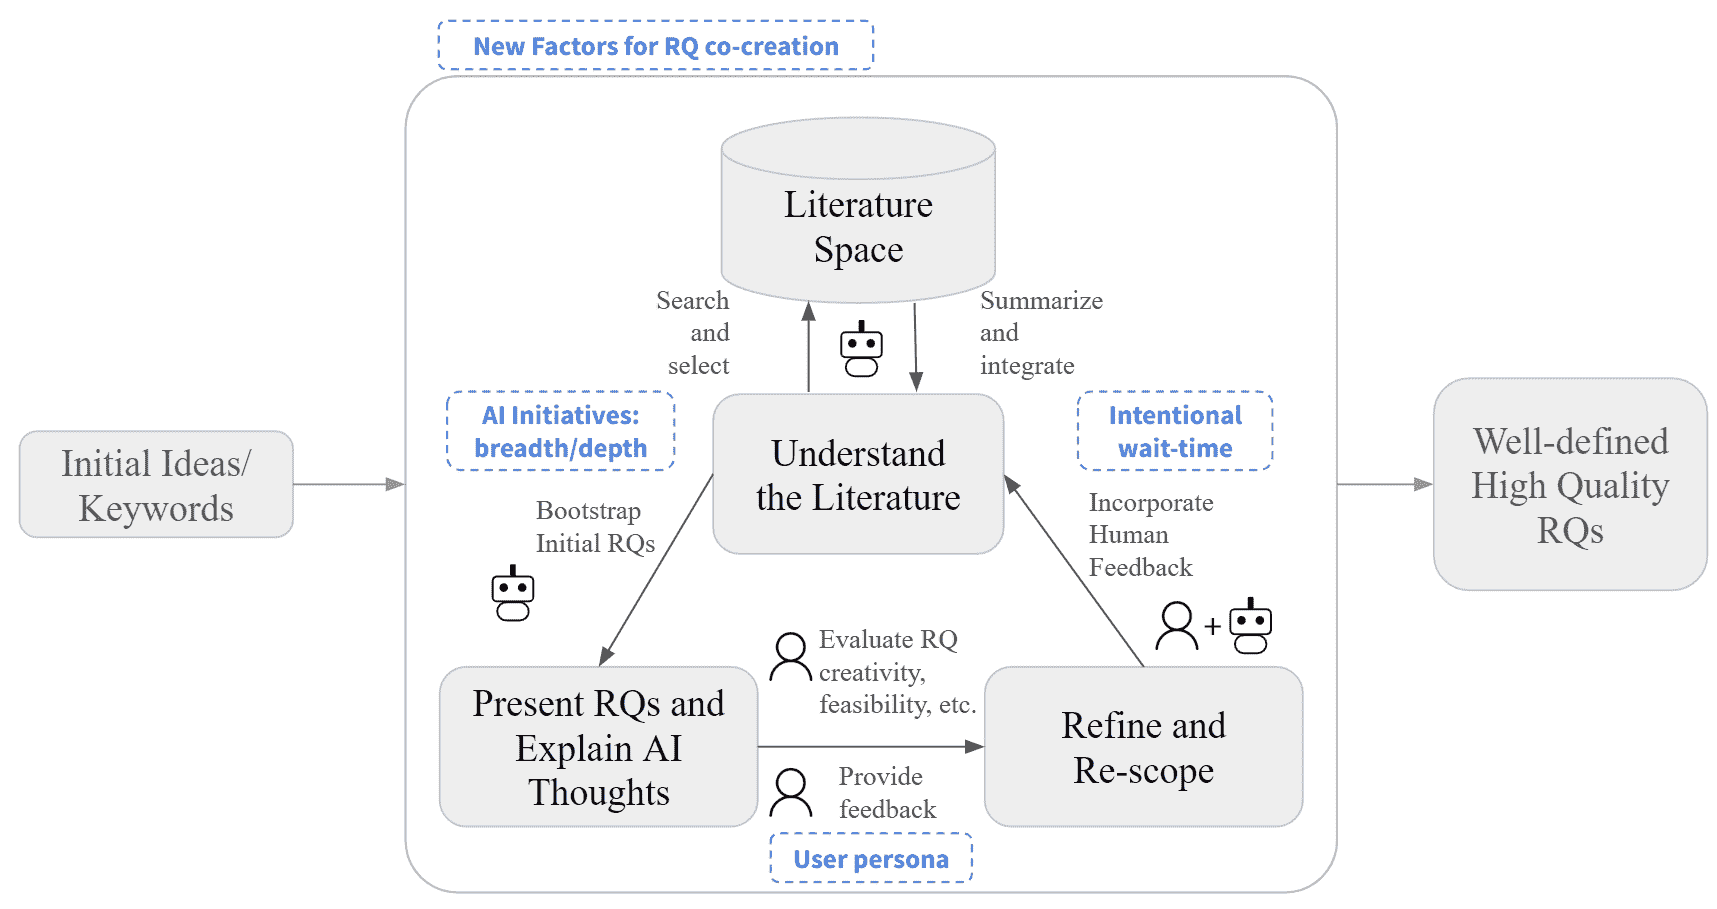 New Factors for RQ co-creation
Literature
Space
Search
and
select
Summarize
and
integrate
AI Initiatives:
breadth/depth
Understand
the Literature
Intentional
wait-time
Initial Ideas/
Keywords
Well-defined
High Quality
RQs
Bootstrap
Initial RQs
Incorporate
Human
Feedback
+
Evaluate RQ
creativity,
feasibility, etc.
Present RQs and
Explain AI
Thoughts
Refine and
Re-scope
Provide
feedback
User persona